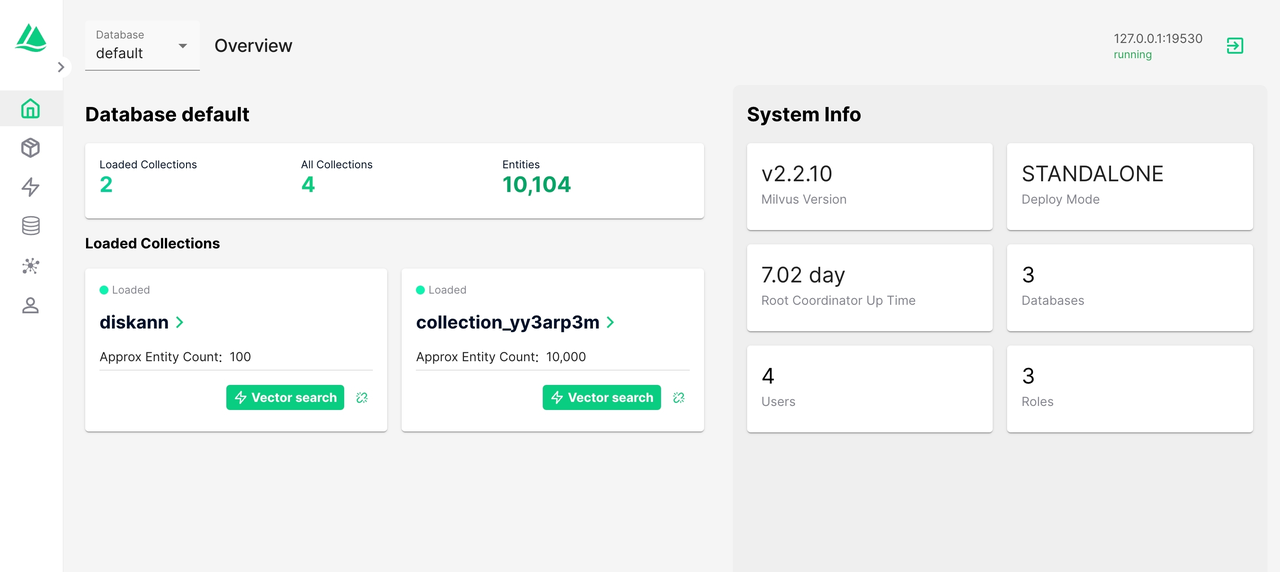 Database
default
Overview
127.0.0.1:19530
running
Database default
Loaded Collections
2
All Collections
4
Entities
10,104
Loaded Collections
Loaded
diskann
Approx Entity Count: 100
Vector search
Loaded
collection_yy3arp3m
Approx Entity Count: 10,000
Vector search
System Info
v2.2.10
Milvus Version
STANDALONE
Deploy Mode
7.02 day
Root Coordinator Up Time
3
Databases
4
Users
3
Roles